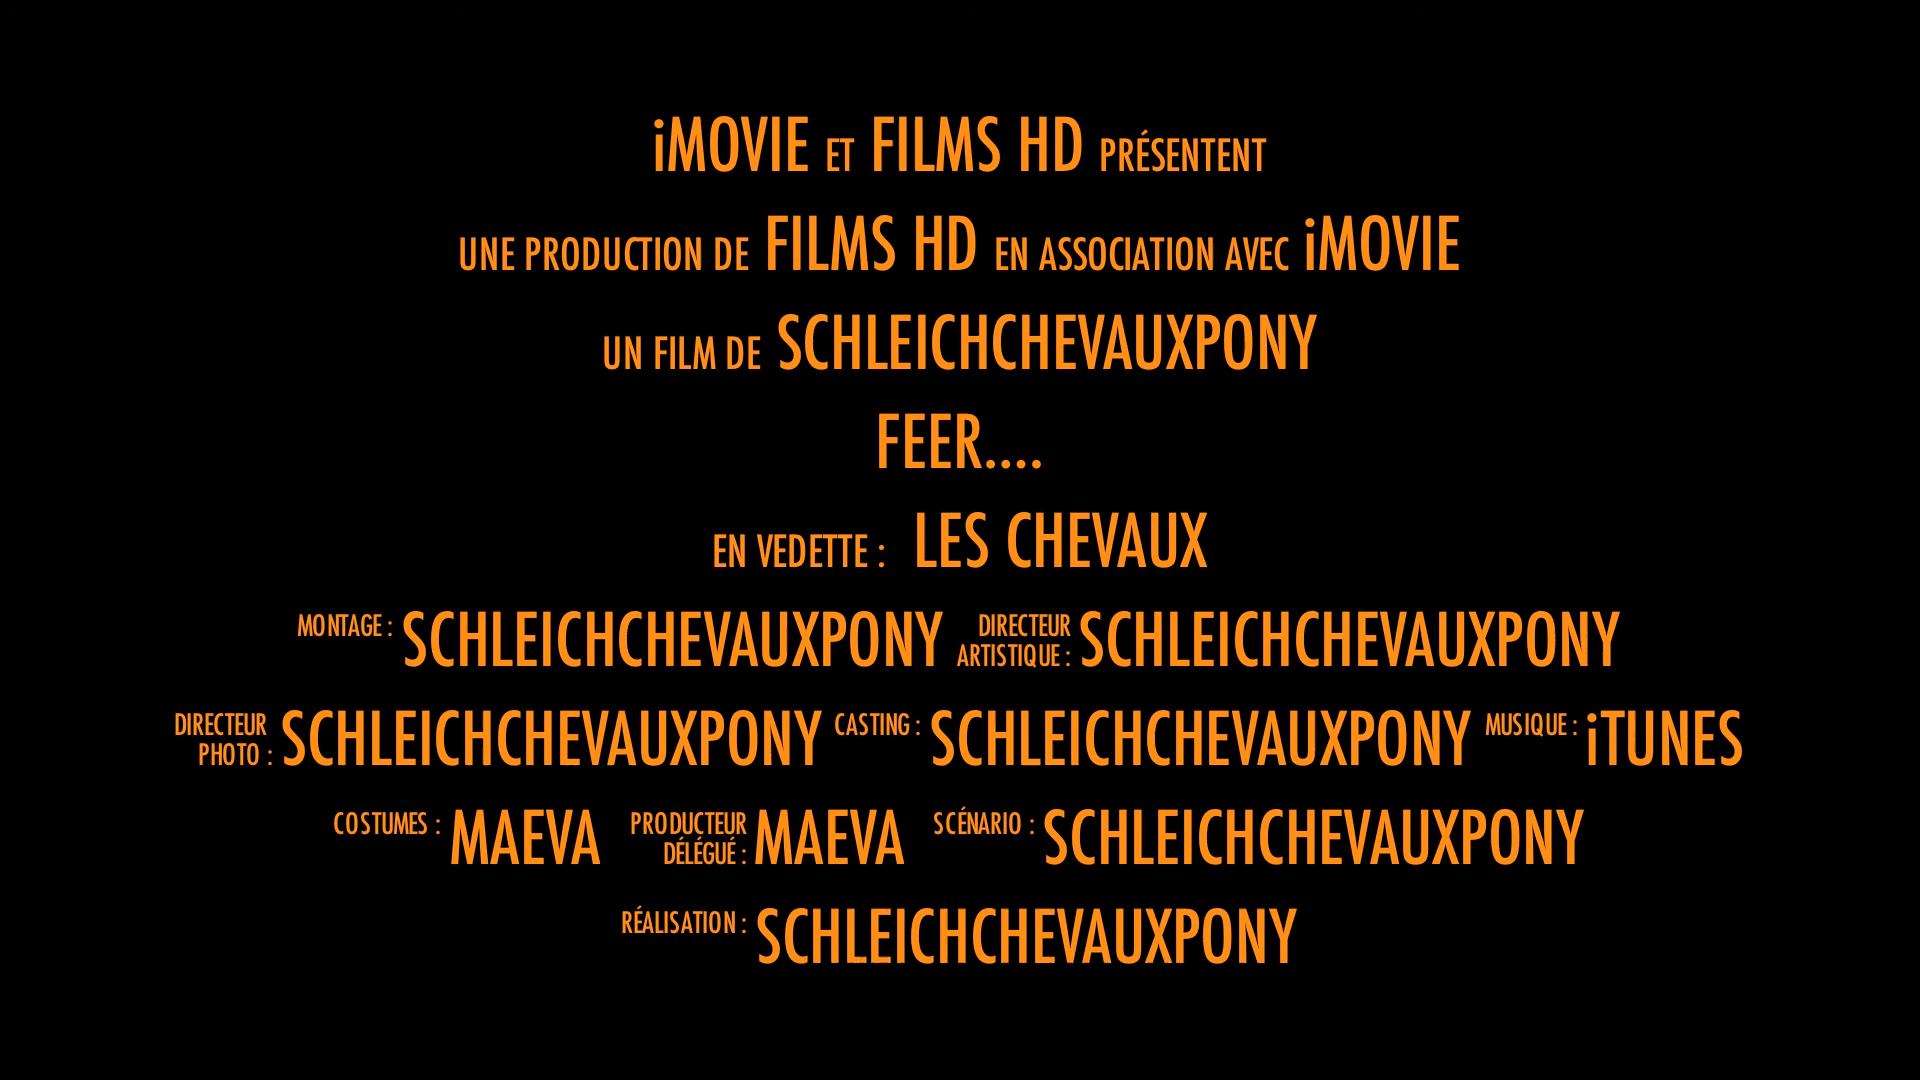 iMOVIE ET FILMS HD PRÉSENTENT
UNE PRODUCTION DE FILMS HD EN ASSOCIATION AVEC iMOVIE
UN FILM DE SCHLEICHCHEVAUXPONY
FEER....
EN VEDETTE : LES CHEVAUX
MONTAGE : SCHLEICHCHEVAUXPONY DIRECTEUR ARTISTIQUE : SCHLEICHCHEVAUXPONY
DIRECTEUR PHOTO : SCHLEICHCHEVAUXPONY CASTING : SCHLEICHCHEVAUXPONY MUSIQUE : iTUNES
COSTUMES : MAEVA PRODUCTEUR DÉLÉGUÉ : MAEVA SCÉNARIO : SCHLEICHCHEVAUXPONY
RÉALISATION : SCHLEICHCHEVAUXPONY